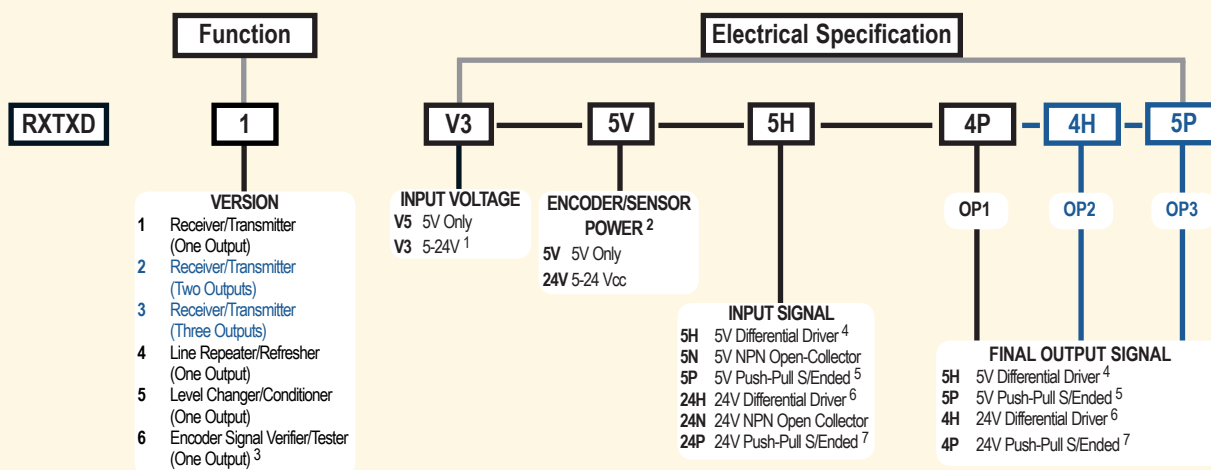 Function
Electrical Specification
RXTXD
1
V3
5V
5H
4P
4H
5P
VERSION
1 Receiver/Transmitter
(One Output)
2 Receiver/Transmitter
(Two Outputs)
3 Receiver/Transmitter
(Three Outputs)
4 Line Repeater/Refresher
(One Output)
5 Level Changer/Conditioner
(One Output)
6 Encoder Signal Verifier/Tester
(One Output) 3
INPUT VOLTAGE
V5 5V Only
V3 5-24V 1
ENCODER/SENSOR
POWER 2
5V 5V Only
24V 5-24 Vcc
INPUT SIGNAL
5H 5V Differential Driver 4
5N 5V NPN Open-Collector
5P 5V Push-Pull S/Ended 5
24H 24V Differential Driver 6
24N 24V NPN Open Collector
24P 24V Push-Pull S/Ended 7
OP1
OP2
OP3
FINAL OUTPUT SIGNAL
5H 5V Differential Driver 4
5P 5V Push-Pull S/Ended 5
4H 24V Differential Driver 6
4P 24V Push-Pull S/Ended 7